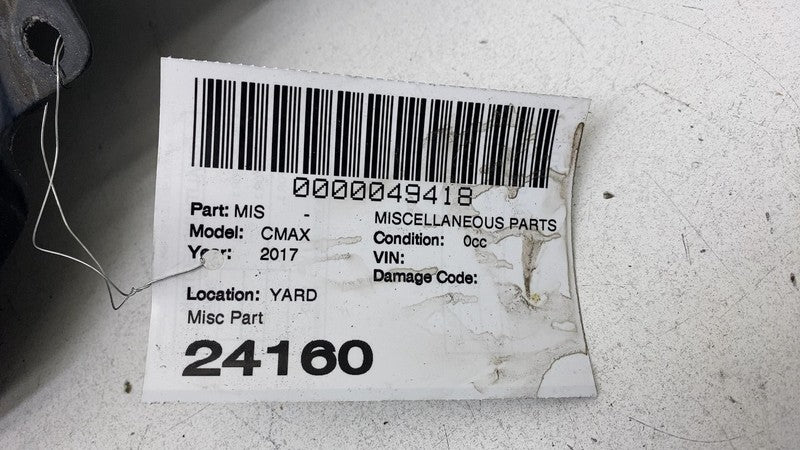 0000049418
Part: MIS - MISCELLANEOUS PARTS
Model: CMAX Condition: 0cc
Year: 2017 VIN:
Damage Code:
Location: YARD
Misc Part
24160